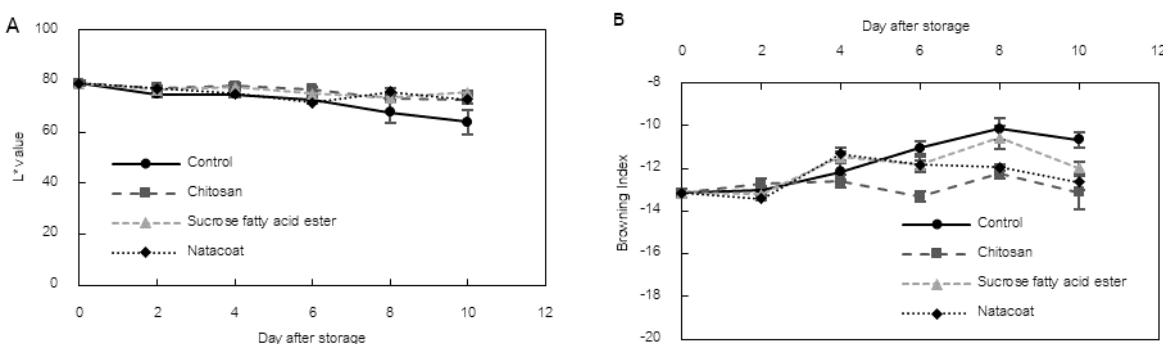 A
100
80
60
40
20
0
L* value
Control
Chitosan
Sucrose fatty acid ester
Natacoat
0 2 4 6 8 10 12
Day after storage
B
Day after storage
0 2 4 6 8 10 12
-8
-10
-12
-14
-16
-18
-20
Browning Index
Control
Chitosan
Sucrose fatty acid ester
Natacoat